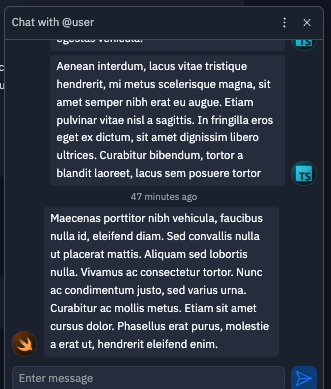 Chat with @user
egestas vehicula.
TS
Aenean interdum, lacus vitae tristique
hendrerit, mi metus scelerisque magna, sit
amet semper nibh erat eu augue. Etiam
pulvinar vitae nisl a sagittis. In fringilla eros
eget ex dictum, sit amet dignissim libero
ultrices. Curabitur bibendum, tortor a
blandit laoreet, lacus sem posuere tortor
TS
47 minutes ago
Maecenas porttitor nibh vehicula, faucibus
nulla id, eleifend diam. Sed convallis nulla
ut placerat mattis. Aliquam sed lobortis
nulla. Vivamus ac consectetur tortor. Nunc
ac condimentum justo, sed varius urna.
Curabitur ac mollis metus. Etiam sit amet
cursus dolor. Phasellus erat purus, molestie
a erat ut, hendrerit eleifend enim.
Enter message